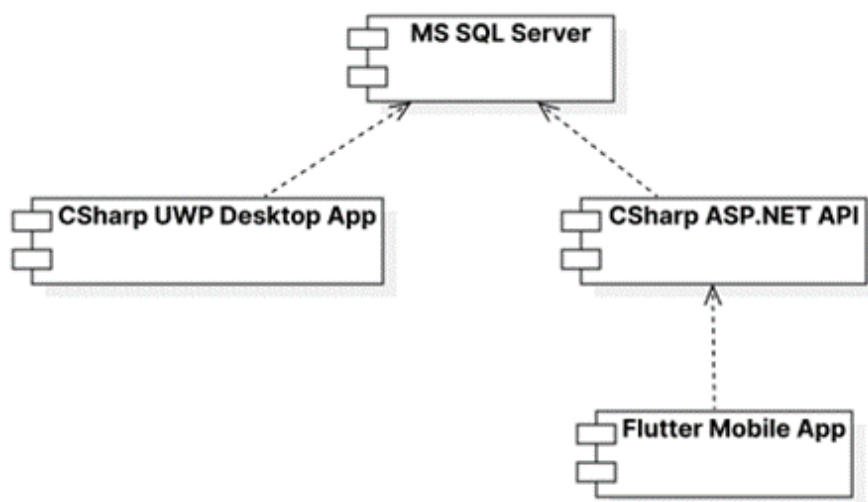 MS SQL Server
CSharp UWP Desktop App
CSharp ASP.NET API
Flutter Mobile App